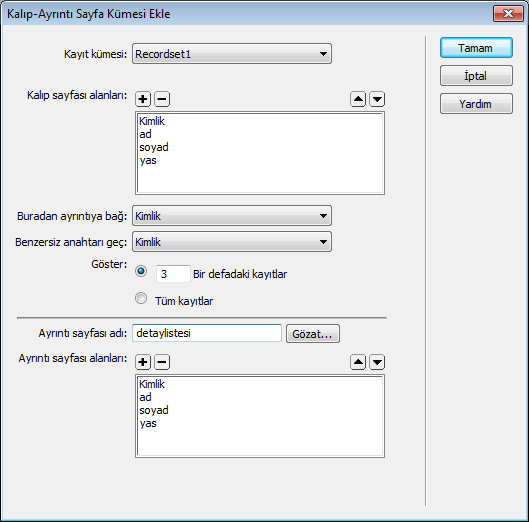 Kalıp-Ayrıntı Sayfa Kümesi Ekle
Kayıt kümesi: Recordset1
Tamam
İptal
Yardım
Kalıp sayfası alanları:
Kimlik
ad
soyad
yas
Buradan ayrıntıya bağ: Kimlik
Benzersiz anahtarı geç: Kimlik
Göster: 3 Bir defadaki kayıtlar
Tüm kayıtlar
Ayrıntı sayfası adı: detaylistesi Gözat...
Ayrıntı sayfası alanları:
Kimlik
ad
soyad
yas